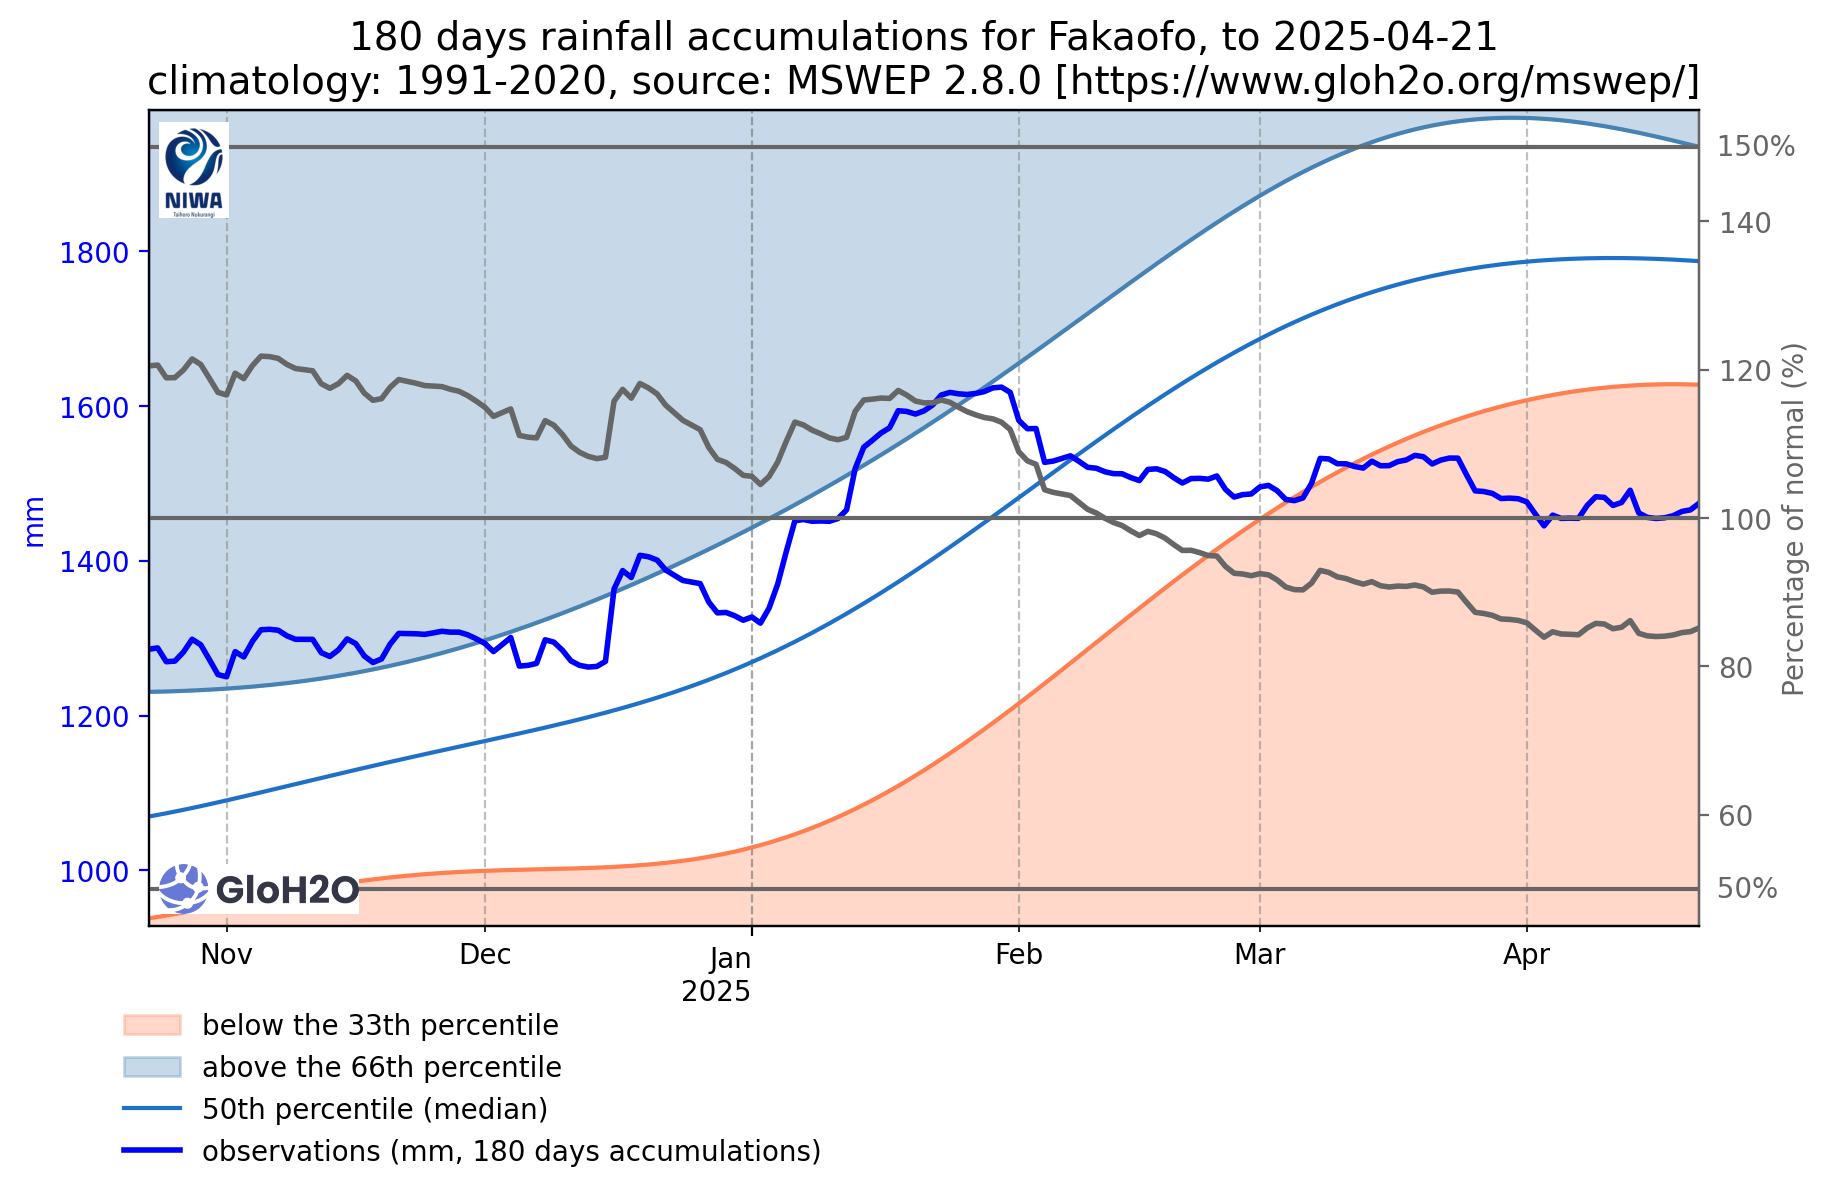 180 days rainfall accumulations for Fakaofo, to 2025-04-21
climatology: 1991-2020, source: MSWEP 2.8.0 [https://www.gloh2o.org/mswep/]
NIWA
Taihoro Nukurangi
1800
1600
1400
1200
1000
mm
150%
140
120
100
80
60
50%
Percentage of normal (%)
GloH2O
Nov
Dec
Jan
2025
Feb
Mar
Apr
below the 33th percentile
above the 66th percentile
50th percentile (median)
observations (mm, 180 days accumulations)